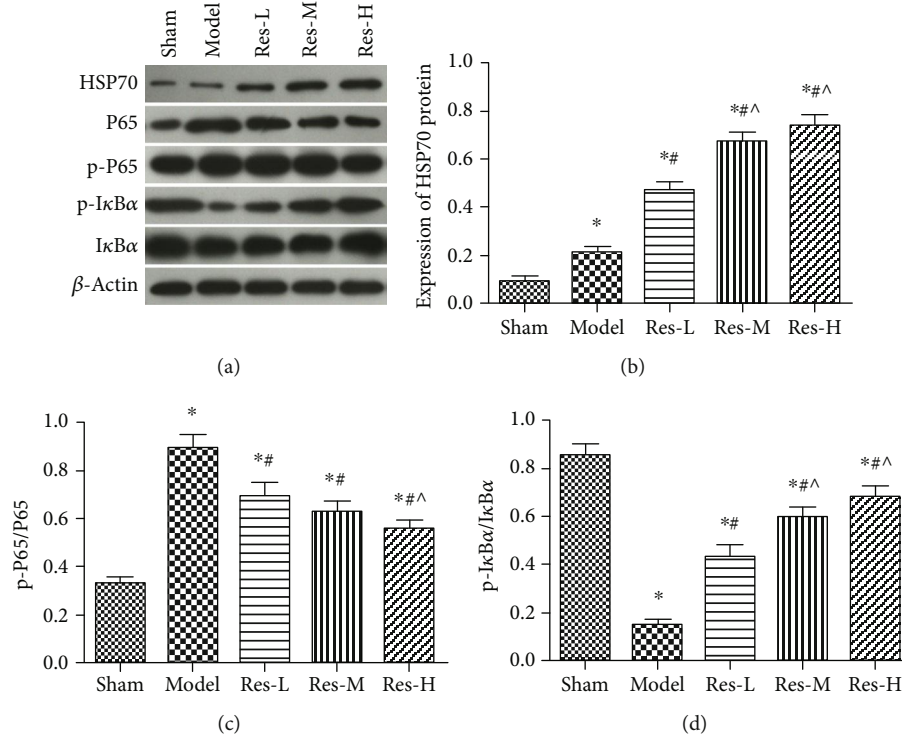 Sham
Model
Res-L
Res-M
Res-H
HSP70
P65
p-P65
p-IκBα
IκBα
β-Actin
(a)
Expression of HSP70 protein
1.0
0.8
0.6
0.4
0.2
0.0
*
*#
*#^
*#^
Sham Model Res-L Res-M Res-H
(b)
p-P65/P65
1.0
0.8
0.6
0.4
0.2
0.0
*
*#
*#
*#^
Sham Model Res-L Res-M Res-H
(c)
p-IκBα/IκBα
1.0
0.8
0.6
0.4
0.2
0.0
*
*#
*#^
*#^
Sham Model Res-L Res-M Res-H
(d)